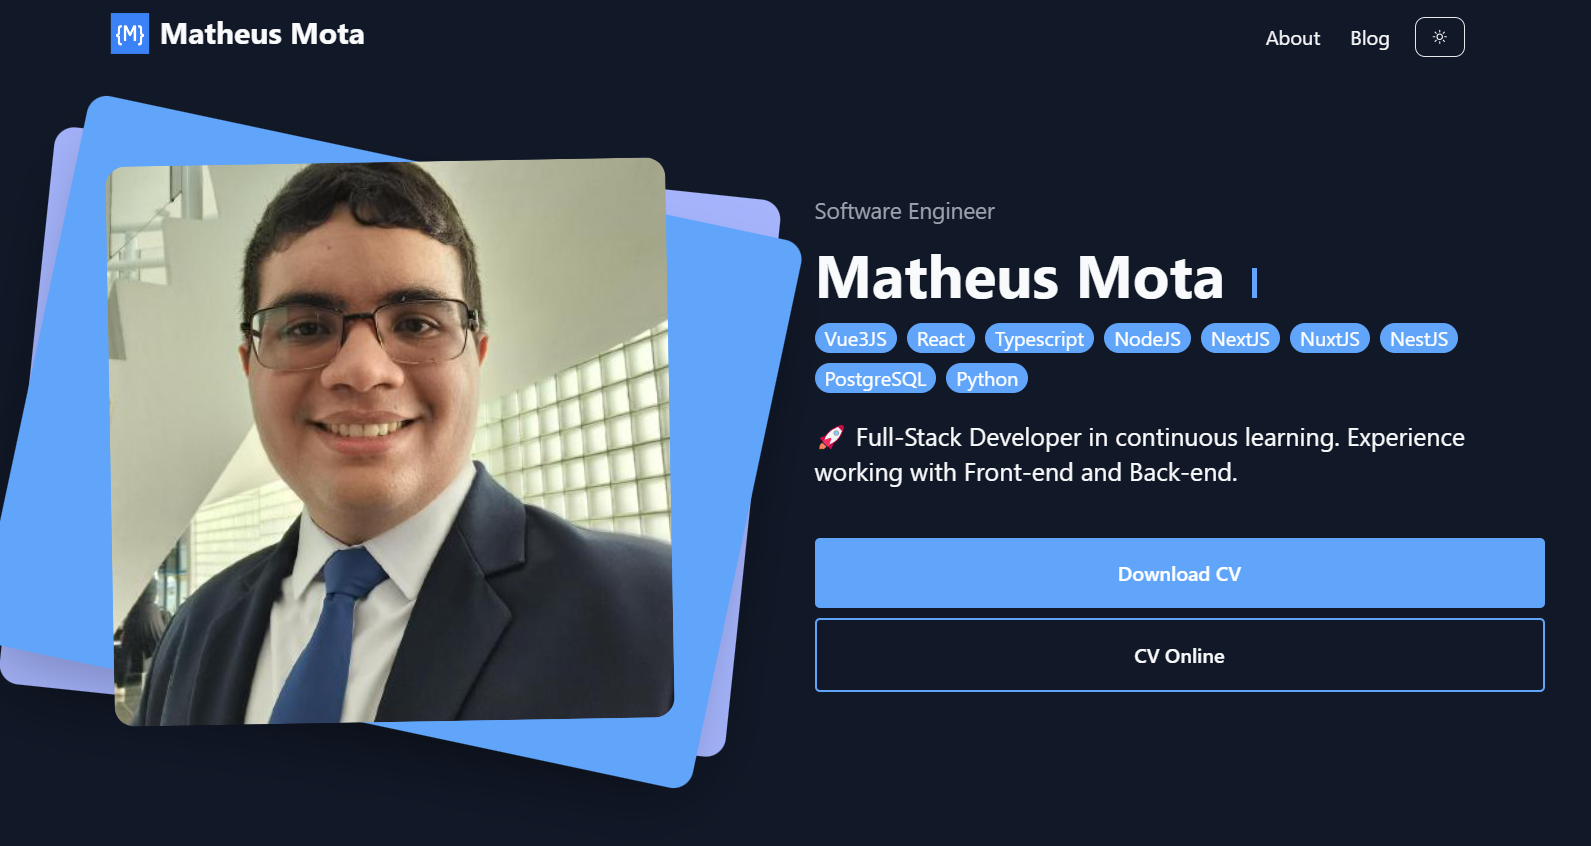 {M} Matheus Mota
About Blog
Software Engineer
Matheus Mota
Vue3JS React Typescript NodeJS NextJS NuxtJS NestJS
PostgreSQL Python
🚀 Full-Stack Developer in continuous learning. Experience
working with Front-end and Back-end.
Download CV
CV Online